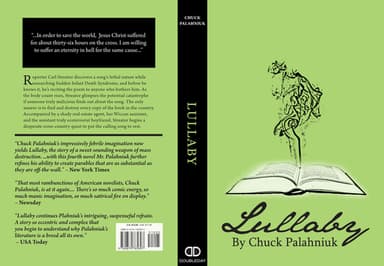 "...In order to save the world, Jesus Christ suffered
for about thirty-six hours on the cross. I am willing
to suffer an eternity in hell for the same cause..."
Reporter Carl Streator discovers a song's lethal nature while
researching Sudden Infant Death Syndrome, and before he
knows it, he's reciting the poem to anyone who bothers him. As
the body count rises, Streator glimpses the potential catastrophe
if someone truly malicious finds out about the song. The only
answer is to find and destroy every copy of the book in the country.
Accompanied by a shady real-estate agent, her Wiccan assistant,
and the assistant's truly ecoterrorist boyfriend, Streator begins a
desperate cross-country quest to put the culling song to rest.
"Chuck Palahniuk's impressively febrile imagination now
yields Lullaby, the story of a sweet-sounding weapon of mass
destruction. ...with this fourth novel Mr. Palahniuk further
refines his ability to create parables that are as substantial as
they are off the wall." – New York Times
"That most rambunctious of American novelists, Chuck
Palahniuk, is at it again.... There's so much comic energy, so
much manic imagination, or much satirical fire on display."
– Newsday
"Lullaby continues Plahniuk's intriguing, suspenseful refrain.
A story so eccentric and complex that
you begin to understand why Palahniuk's
literature is a breed all its own."
– USA Today
CHUCK
PALAHNIUK
LULLABY
DOUBLEDAY
Lullaby
By Chuck Palahniuk